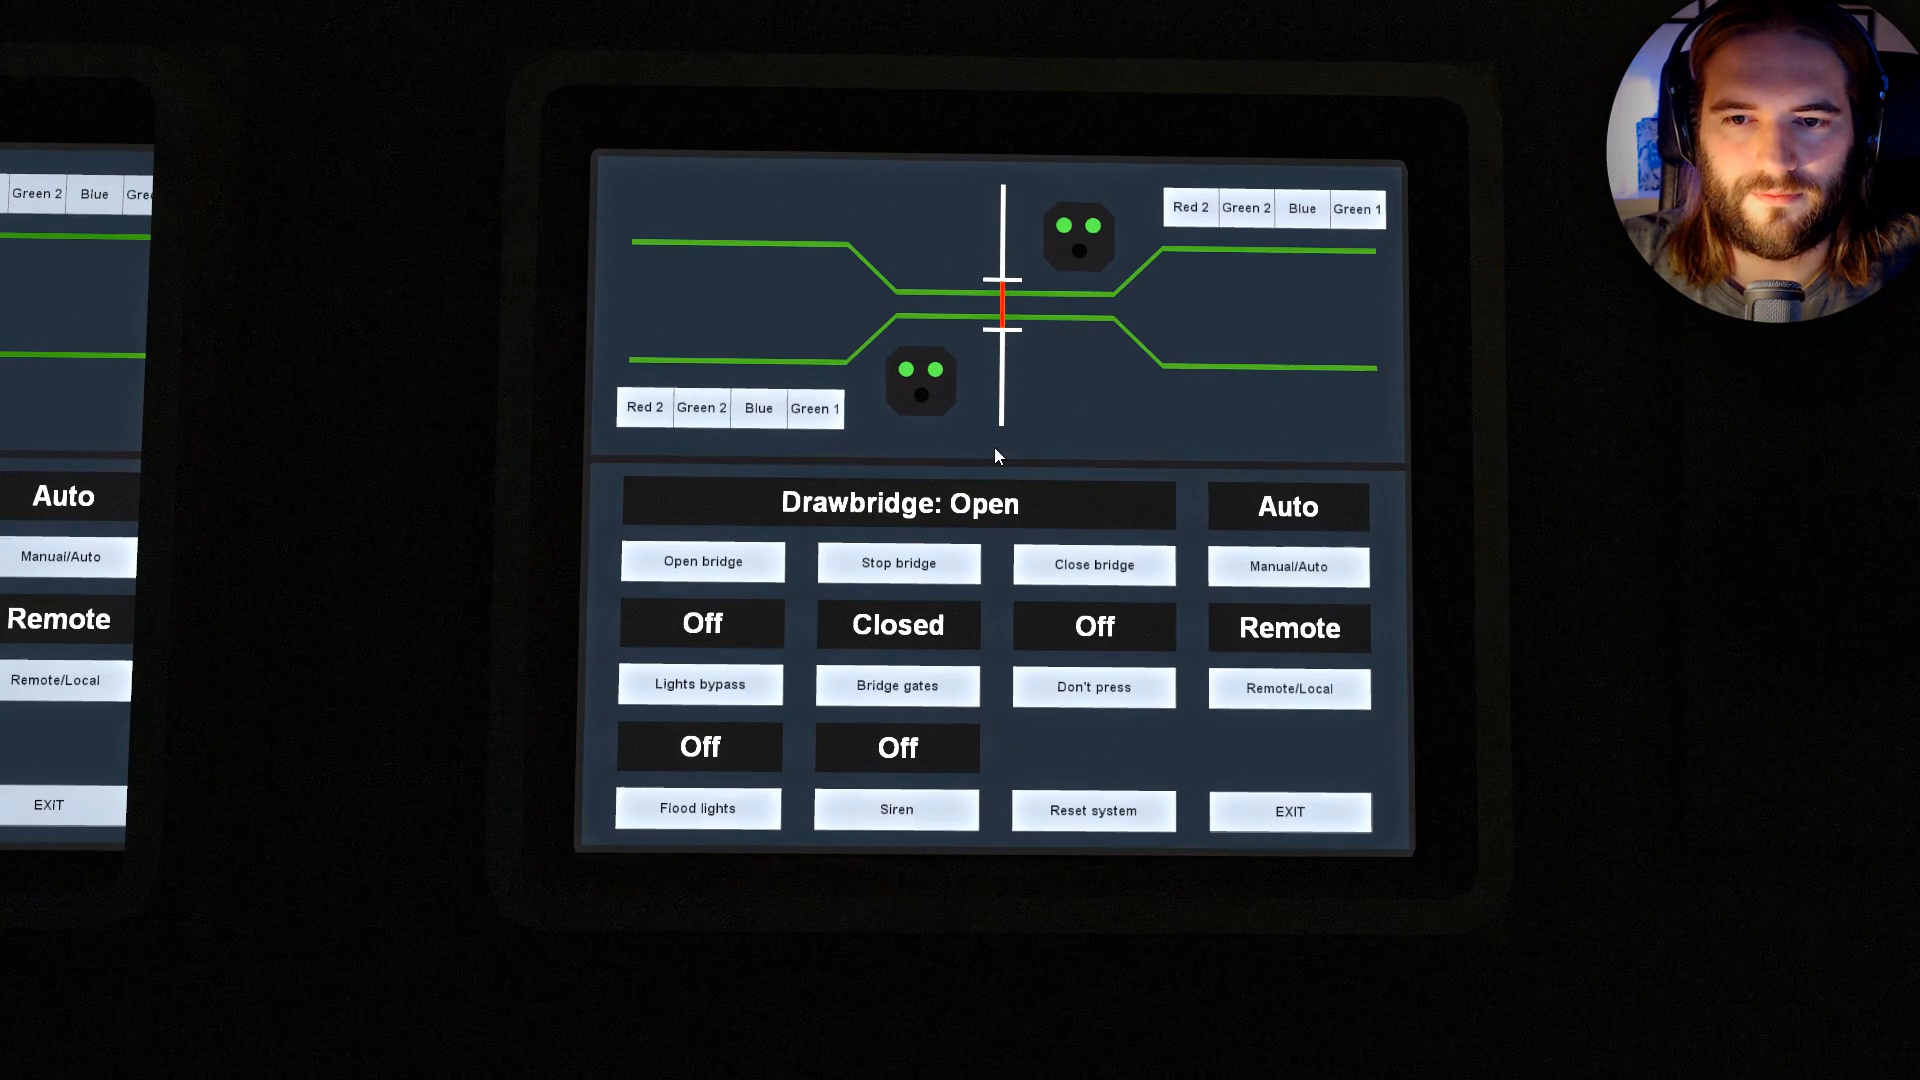 Green 2 Blue
Auto
Manual/Auto
Remote
Remote/Local
EXIT
Red 2 Green 2 Blue Green 1
Red 2 Green 2 Blue Green 1
Drawbridge: Open Auto
Open bridge Stop bridge Close bridge Manual/Auto
Off Closed Off Remote
Lights bypass Bridge gates Don't press Remote/Local
Off Off
Flood lights Siren Reset system EXIT